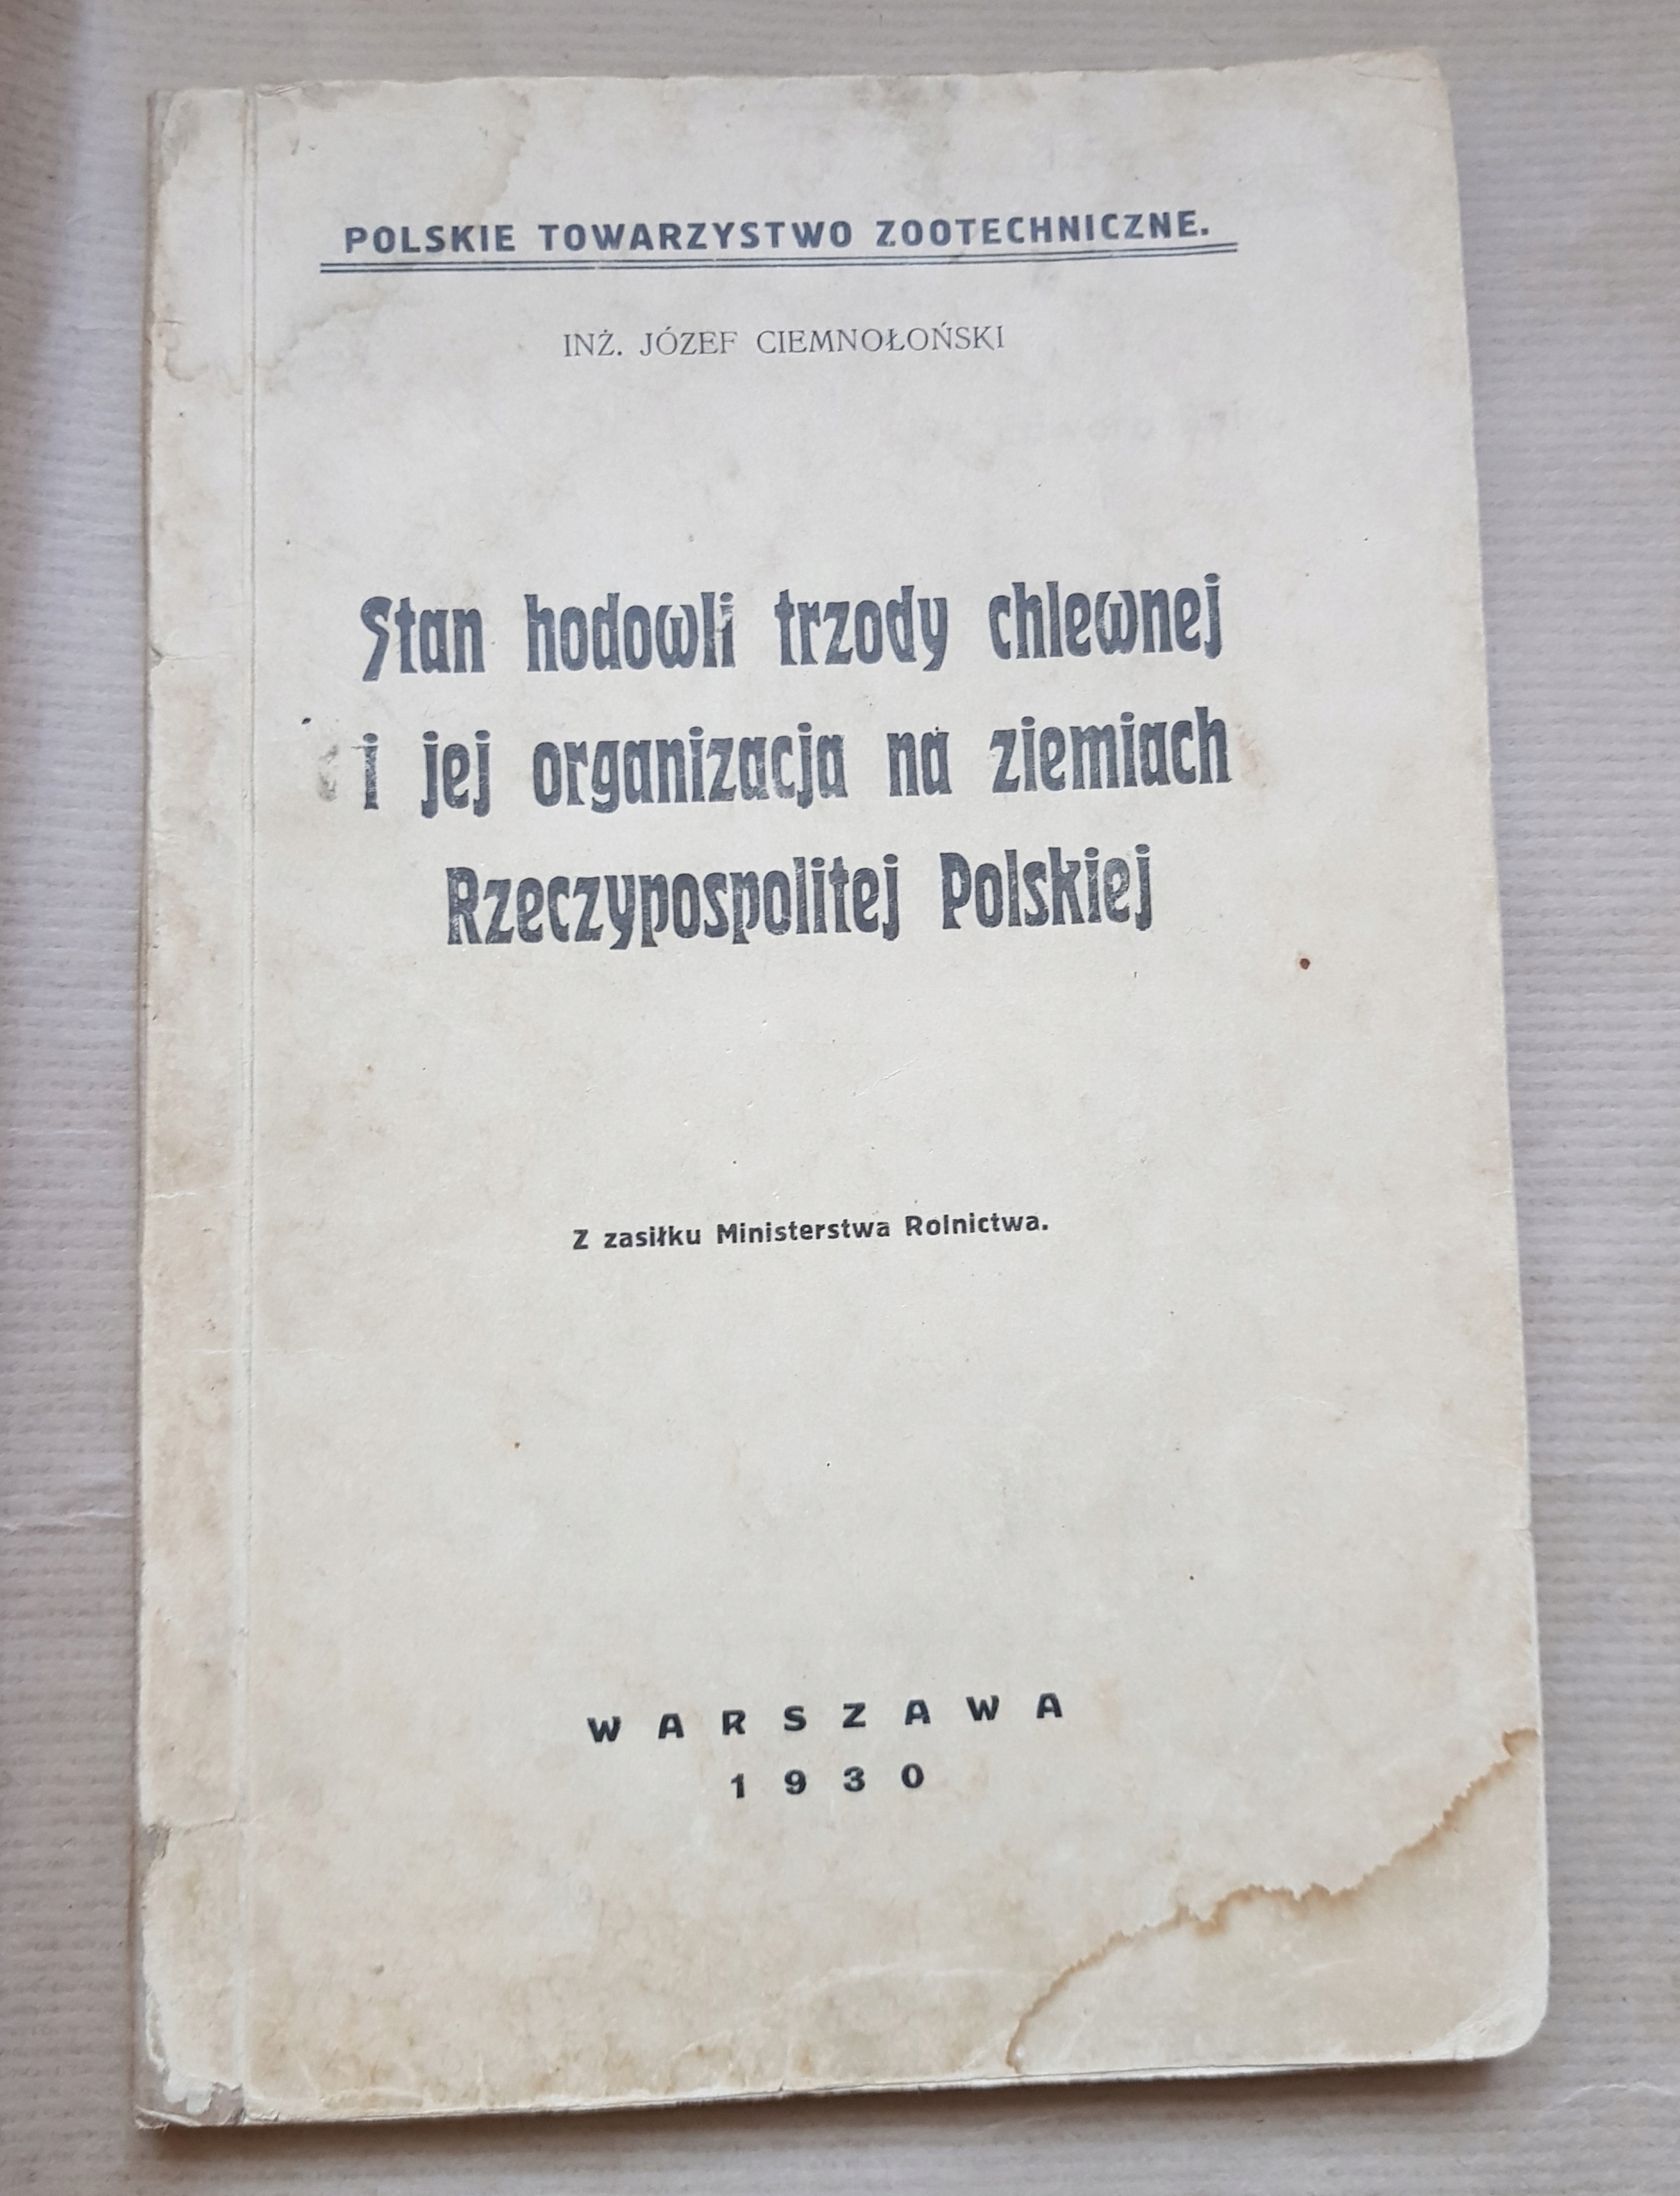 POLSKIE TOWARZYSTWO ZOOTECHNICZNE.
INŻ. JÓZEF CIEMNOŁOŃSKI
Stan hodowli trzody chlewnej
i jej organizacja na ziemiach
Rzeczypospolitej Polskiej
Z zasiłku Ministerstwa Rolnictwa.
WARSZAWA
1930